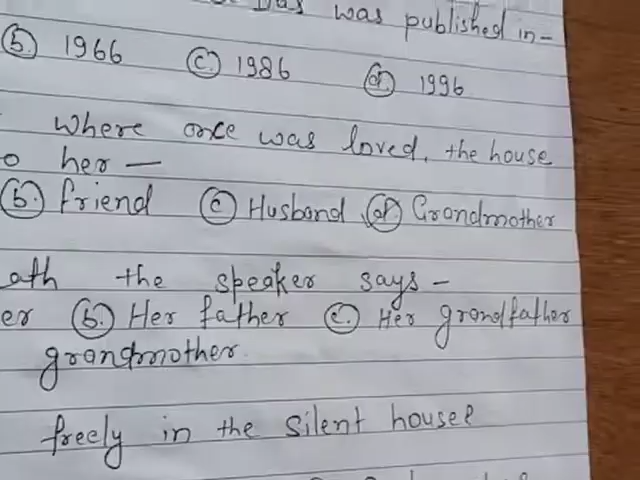 Das was published in-
(b.) 1966 (c.) 1986 (d.) 1996
where once was loved, the house
her —
(b.) friend (c) Husband (d) Grandmother
ath the speaker says -
er (b.) Her father (c.) Her grandfather
grandmother.
freely in the silent house?